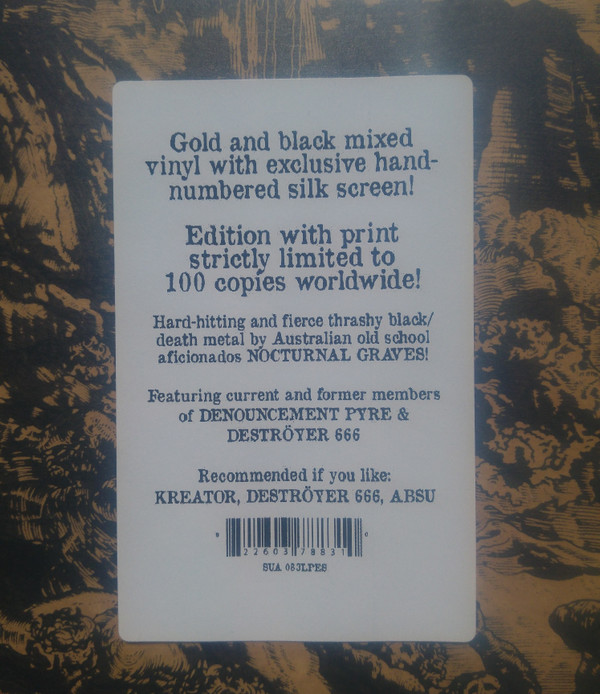 Gold and black mixed
vinyl with exclusive hand-
numbered silk screen!
Edition with print
strictly limited to
100 copies worldwide!
Hard-hitting and fierce thrashy black/
death metal by Australian old school
aficionados NOCTURNAL GRAVES!
Featuring current and former members
of DENOUNCEMENT PYRE &
DESTRÖYER 666
Recommended if you like:
KREATOR, DESTRÖYER 666, ABSU
22603 78831
SUA 083LPES